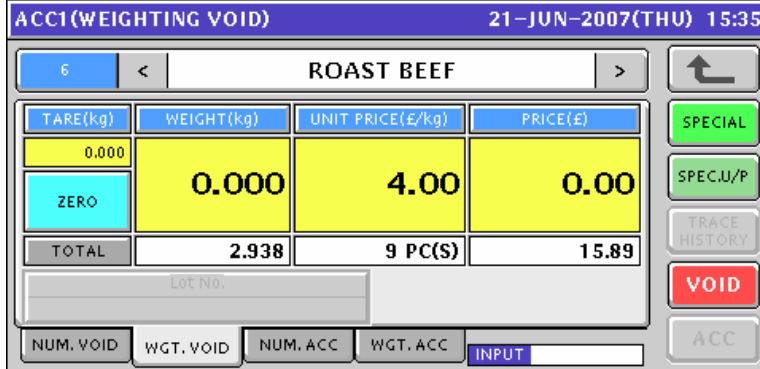 ACC1(WEIGHTING VOID) 21-JUN-2007(THU) 15:35
6 < ROAST BEEF >
TARE(kg) WEIGHT(kg) UNIT PRICE(£/kg) PRICE(£) SPECIAL
0.000
0.000 4.00 0.00 SPEC.U/P
ZERO
TRACE
HISTORY
TOTAL 2.938 9 PC(S) 15.89
Lot No. VOID
NUM. VOID WGT. VOID NUM. ACC WGT. ACC INPUT ACC